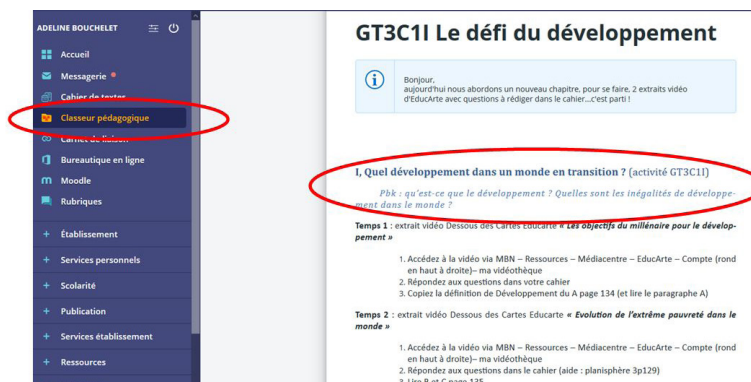 ADELINE BOUCHELET
Accueil
Messagerie
Cahier de textes
Classeur pédagogique
Carnet de liaison
Bureautique en ligne
Moodle
Rubriques
+ Établissement
+ Services personnels
+ Scolarité
+ Publication
+ Services établissement
+ Ressources
GT3C1I Le défi du développement
Bonjour,
aujourd'hui nous abordons un nouveau chapitre, pour se faire, 2 extraits vidéo
d'EducArte avec questions à rédiger dans le cahier...c'est parti !
I, Quel développement dans un monde en transition ? (activité GT3C1I)
Pbk : qu'est-ce que le développement ? Quelles sont les inégalités de développe-
ment dans le monde ?
Temps 1 : extrait vidéo Dessous des Cartes Educarte « Les objectifs du millénaire pour le dévelop-
pement »
1. Accédez à la vidéo via MBN – Ressources – Médiacentre – EducArte – Compte (rond
en haut à droite)– ma vidéothèque
2. Répondez aux questions dans votre cahier
3. Copiez la définition de Développement du A page 134 (et lire le paragraphe A)
Temps 2 : extrait vidéo Dessous des Cartes Educarte « Evolution de l'extrême pauvreté dans le
monde »
1. Accédez à la vidéo via MBN – Ressources – Médiacentre – EducArte – Compte (rond
en haut à droite)– ma vidéothèque
2. Répondez aux questions dans le cahier (aide : planisphère 3p129)
3. Lire B et C page 135